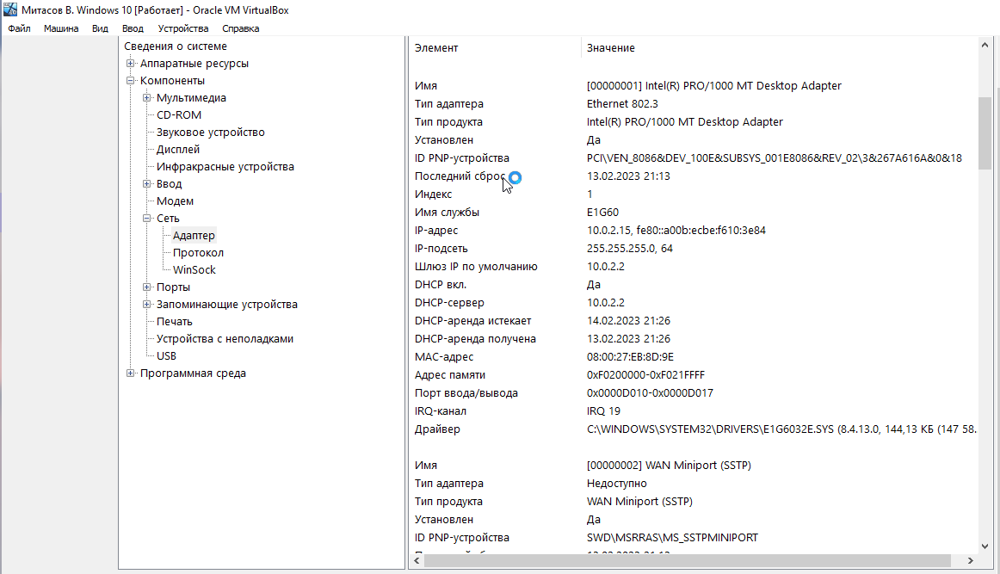 Митасов В. Windows 10 [Работает] - Oracle VM VirtualBox
Файл Машина Вид Ввод Устройства Справка
Сведения о системе
Аппаратные ресурсы
Компоненты
Мультимедиа
CD-ROM
Звуковое устройство
Дисплей
Инфракрасные устройства
Ввод
Модем
Сеть
Адаптер
Протокол
WinSock
Порты
Запоминающие устройства
Печать
Устройства с неполадками
USB
Программная среда
Элемент Значение
Имя [00000001] Intel(R) PRO/1000 MT Desktop Adapter
Тип адаптера Ethernet 802.3
Тип продукта Intel(R) PRO/1000 MT Desktop Adapter
Установлен Да
ID PNP-устройства PCI\VEN_8086&DEV_100E&SUBSYS_001E8086&REV_02\3&267A616A&0&18
Последний сброс 13.02.2023 21:13
Индекс 1
Имя службы E1G60
IP-адрес 10.0.2.15, fe80::a00b:ecbe:f610:3e84
IP-подсеть 255.255.255.0, 64
Шлюз IP по умолчанию 10.0.2.2
DHCP вкл. Да
DHCP-сервер 10.0.2.2
DHCP-аренда истекает 14.02.2023 21:26
DHCP-аренда получена 13.02.2023 21:26
MAC-адрес 08:00:27:EB:8D:9E
Адрес памяти 0xF0200000-0xF021FFFF
Порт ввода/вывода 0x0000D010-0x0000D017
IRQ-канал IRQ 19
Драйвер C:\WINDOWS\SYSTEM32\DRIVERS\E1G6032E.SYS (8.4.13.0, 144,13 КБ (147 58.
Имя [00000002] WAN Miniport (SSTP)
Тип адаптера Недоступно
Тип продукта WAN Miniport (SSTP)
Установлен Да
ID PNP-устройства SWD\MSRRAS\MS_SSTPMINIPORT